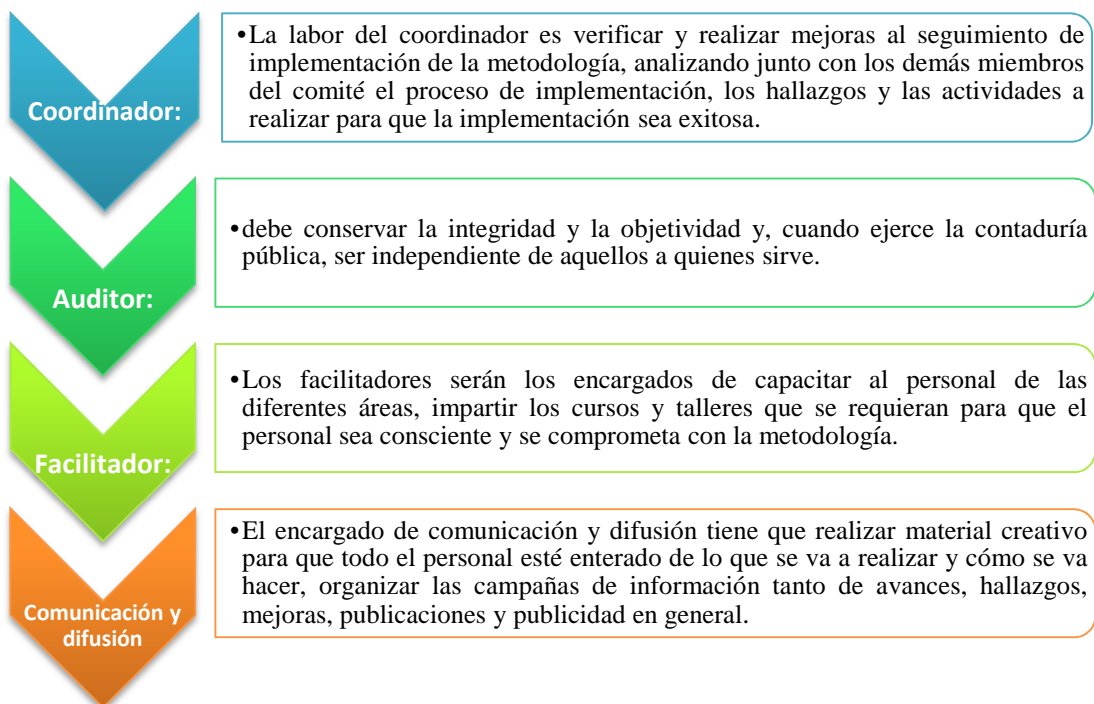 Coordinador:
•La labor del coordinador es verificar y realizar mejoras al seguimiento de
implementación de la metodología, analizando junto con los demás miembros
del comité el proceso de implementación, los hallazgos y las actividades a
realizar para que la implementación sea exitosa.
Auditor:
•debe conservar la integridad y la objetividad y, cuando ejerce la contaduría
pública, ser independiente de aquellos a quienes sirve.
Facilitador:
•Los facilitadores serán los encargados de capacitar al personal de las
diferentes áreas, impartir los cursos y talleres que se requieran para que el
personal sea consciente y se comprometa con la metodología.
Comunicación y
difusión
•El encargado de comunicación y difusión tiene que realizar material creativo
para que todo el personal esté enterado de lo que se va a realizar y cómo se va
hacer, organizar las campañas de información tanto de avances, hallazgos,
mejoras, publicaciones y publicidad en general.